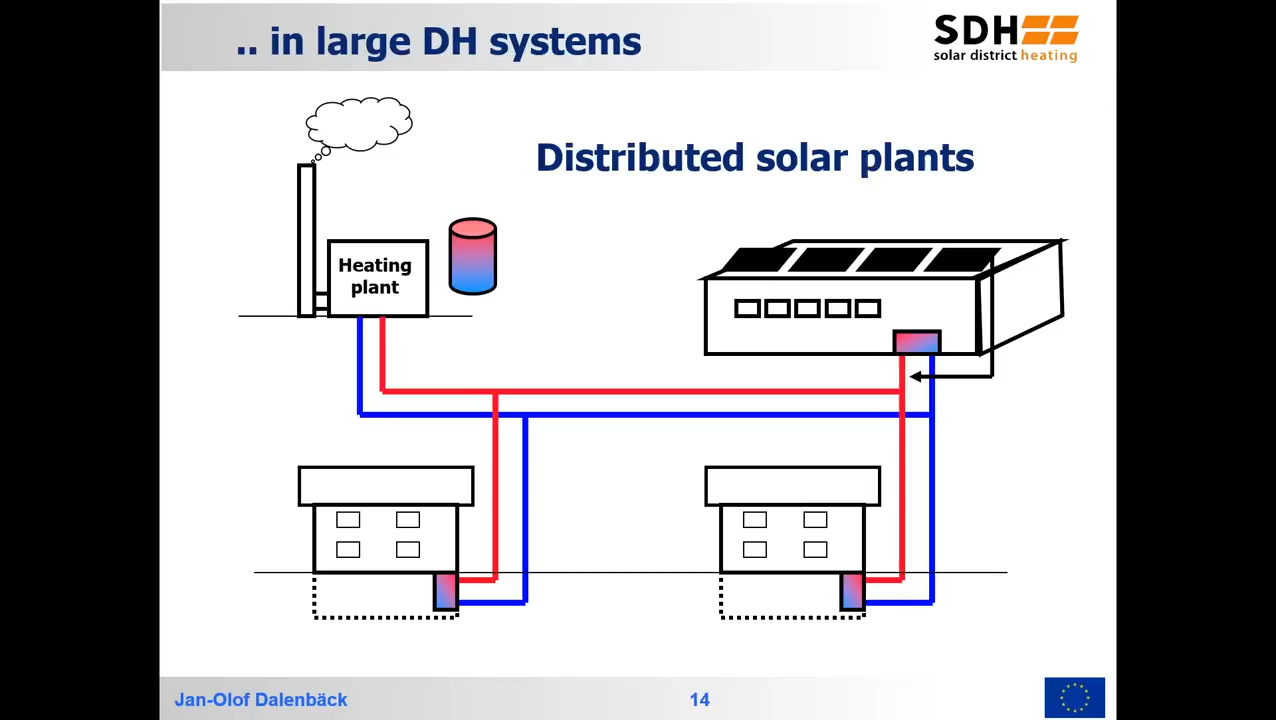 .. in large DH systems
SDH
solar district heating
Distributed solar plants
Heating
plant
Jan-Olof Dalenbäck
14